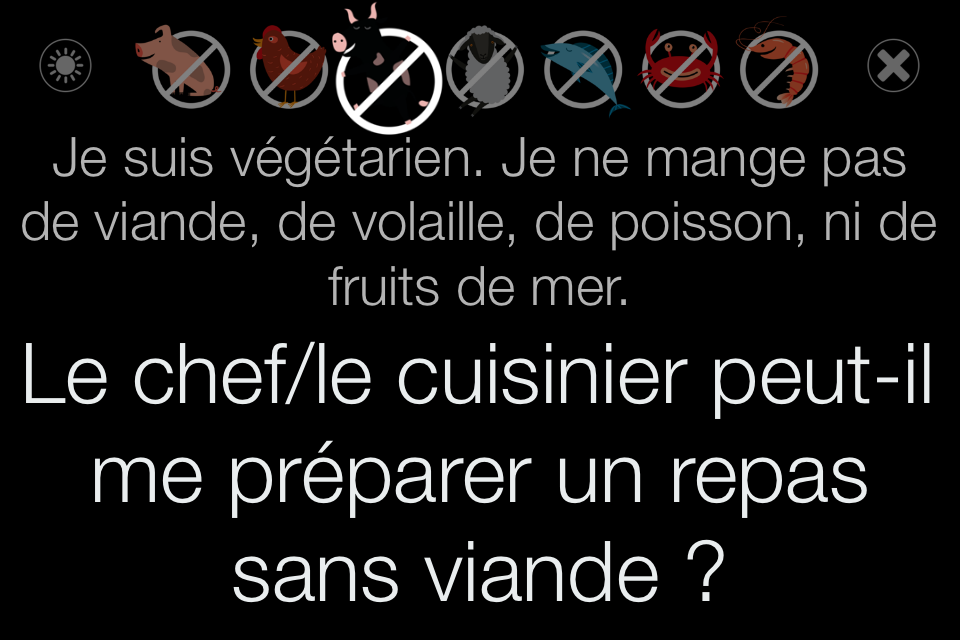 Je suis végétarien. Je ne mange pas
de viande, de volaille, de poisson, ni de
fruits de mer.
Le chef/le cuisinier peut-il
me préparer un repas
sans viande ?